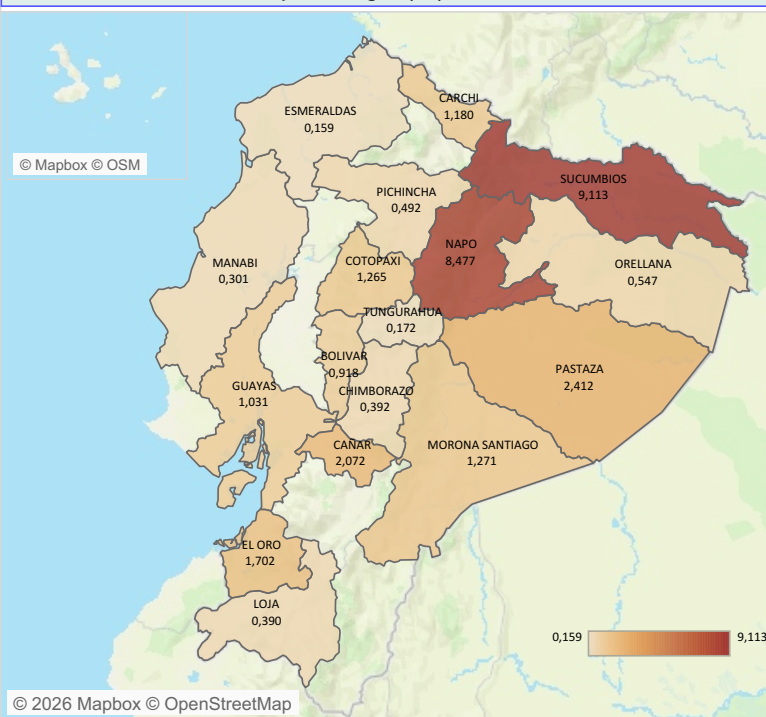 CARCHI
1,180
ESMERALDAS
0,159
© Mapbox © OSM
SUCUMBIOS
9,113
PICHINCHA
0,492
NAPO
8,477
COTOPAXI
1,265
MANABI
0,301
ORELLANA
0,547
TUNGURAHUA
0,172
BOLIVAR
0,918
PASTAZA
2,412
GUAYAS
1,031
CHIMBORAZO
0,392
CAÑAR
2,072
MORONA SANTIAGO
1,271
EL ORO
1,702
LOJA
0,390
0,159
9,113
© 2026 Mapbox © OpenStreetMap